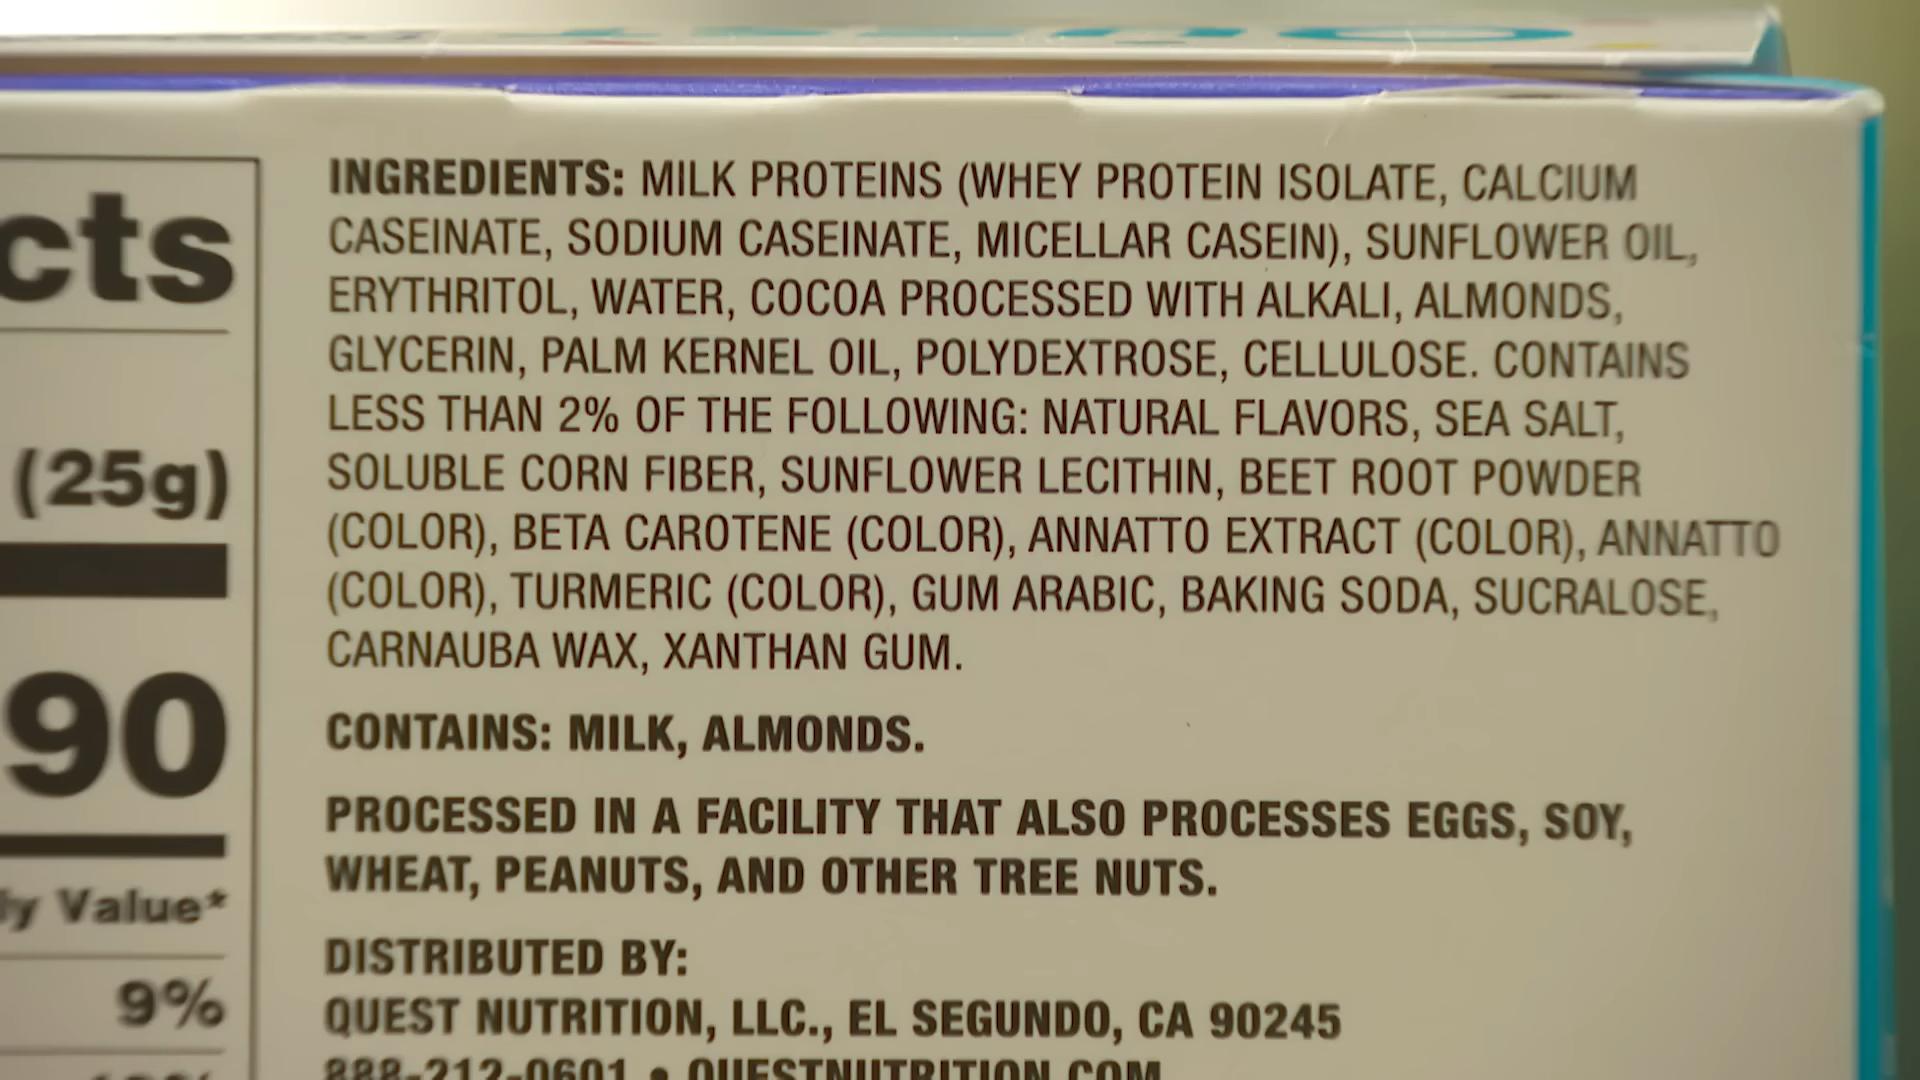 QUEST
cts
(25g)
90
ly Value*
9%
INGREDIENTS: MILK PROTEINS (WHEY PROTEIN ISOLATE, CALCIUM
CASEINATE, SODIUM CASEINATE, MICELLAR CASEIN), SUNFLOWER OIL,
ERYTHRITOL, WATER, COCOA PROCESSED WITH ALKALI, ALMONDS,
GLYCERIN, PALM KERNEL OIL, POLYDEXTROSE, CELLULOSE. CONTAINS
LESS THAN 2% OF THE FOLLOWING: NATURAL FLAVORS, SEA SALT,
SOLUBLE CORN FIBER, SUNFLOWER LECITHIN, BEET ROOT POWDER
(COLOR), BETA CAROTENE (COLOR), ANNATTO EXTRACT (COLOR), ANNATTO
(COLOR), TURMERIC (COLOR), GUM ARABIC, BAKING SODA, SUCRALOSE,
CARNAUBA WAX, XANTHAN GUM.
CONTAINS: MILK, ALMONDS.
PROCESSED IN A FACILITY THAT ALSO PROCESSES EGGS, SOY,
WHEAT, PEANUTS, AND OTHER TREE NUTS.
DISTRIBUTED BY:
QUEST NUTRITION, LLC., EL SEGUNDO, CA 90245
888-212-0601 • QUESTNUTRITION.COM